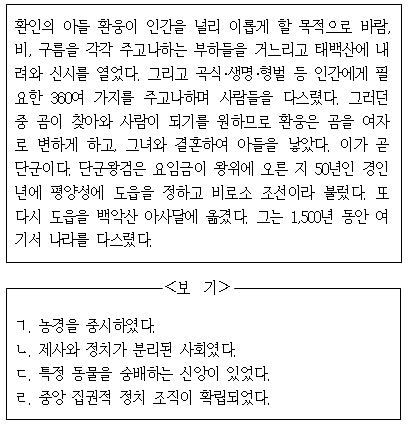 환인의 아들 환웅이 인간을 널리 이롭게 할 목적으로 바람,
비, 구름을 각각 주고나하는 부하들을 거느리고 태백산에 내
려와 신시를 열었다. 그리고 곡식·생명·형벌 등 인간에게 필
요한 360여 가지를 주고나하며 사람들을 다스렸다. 그러던
중 곰이 찾아와 사람이 되기를 원하므로 환웅은 곰을 여자
로 변하게 하고, 그녀와 결혼하여 아들을 낳았다. 이가 곧
단군이다. 단군왕검은 요임금이 왕위에 오른 지 50년인 경인
년에 평양성에 도읍을 정하고 비로소 조선이라 불렀다. 또
다시 도읍을 백악산 아사달에 옮겼다. 그는 1,500년 동안 여
기서 나라를 다스렸다.
<보 기>
ㄱ. 농경을 중시하였다.
ㄴ. 제사와 정치가 분리된 사회였다.
ㄷ. 특정 동물을 숭배하는 신앙이 있었다.
ㄹ. 중앙 집권적 정치 조직이 확립되었다.